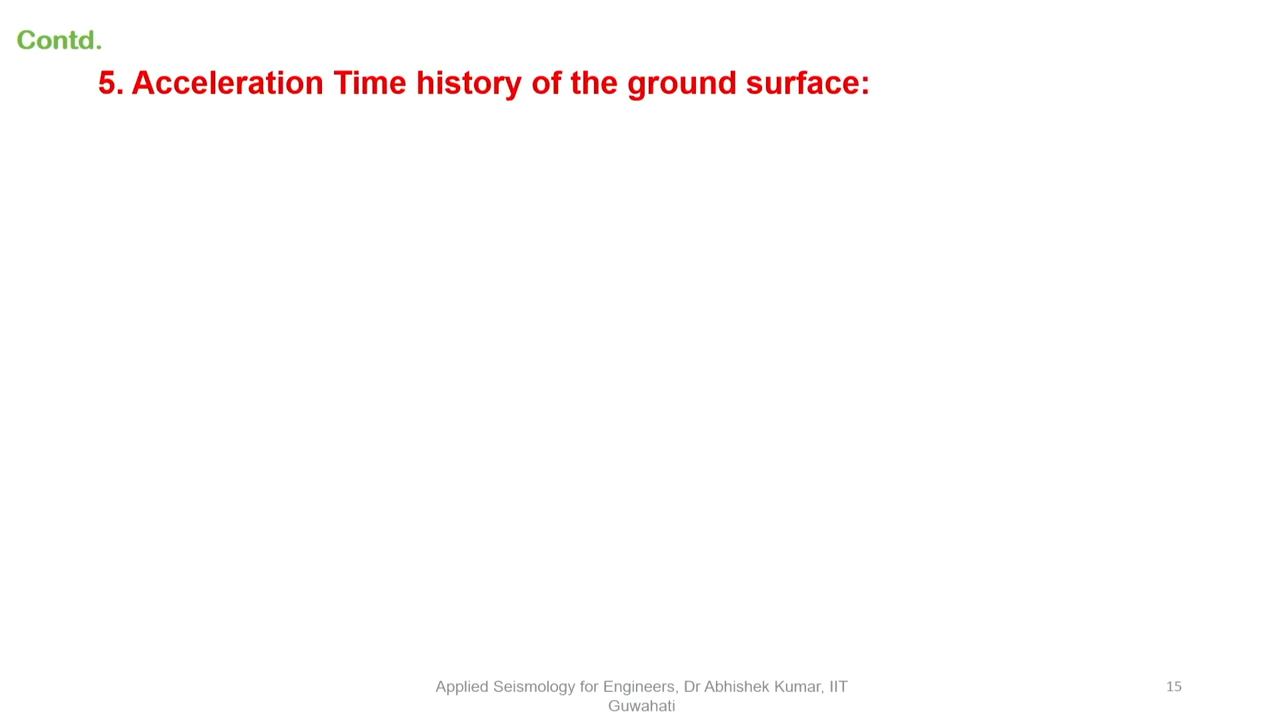 Contd.
5. Acceleration Time history of the ground surface:
Applied Seismology for Engineers, Dr Abhishek Kumar, IIT
Guwahati
15